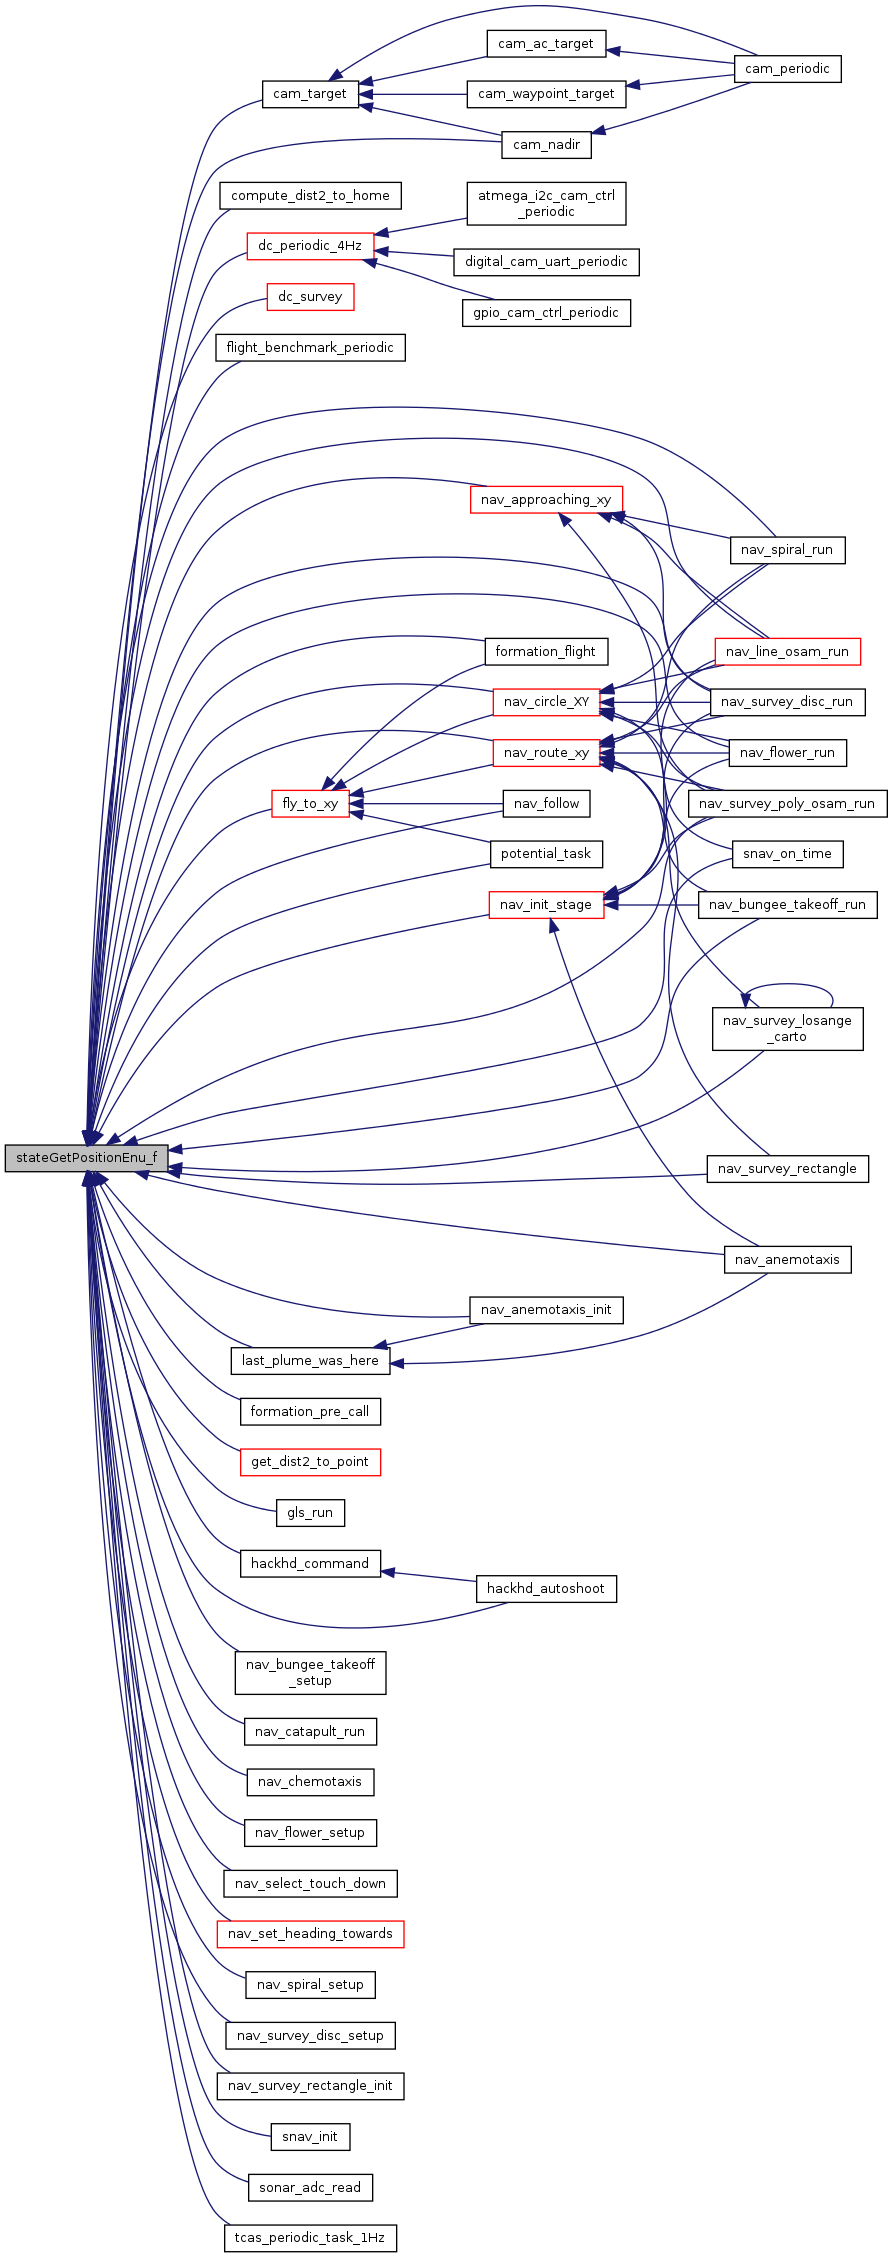 cam_ac_target
cam_periodic
cam_target
cam_waypoint_target
cam_nadir
compute_dist2_to_home
atmega_i2c_cam_ctrl
_periodic
dc_periodic_4Hz
digital_cam_uart_periodic
dc_survey
gpio_cam_ctrl_periodic
flight_benchmark_periodic
nav_approaching_xy
nav_spiral_run
formation_flight
nav_line_osam_run
nav_circle_XY
nav_survey_disc_run
nav_route_xy
nav_flower_run
fly_to_xy
nav_follow
nav_survey_poly_osam_run
potential_task
snav_on_time
nav_init_stage
nav_bungee_takeoff_run
nav_survey_losange
_carto
stateGetPositionEnu_f
nav_survey_rectangle
nav_anemotaxis
nav_anemotaxis_init
last_plume_was_here
formation_pre_call
get_dist2_to_point
gls_run
hackhd_command
hackhd_autoshoot
nav_bungee_takeoff
_setup
nav_catapult_run
nav_chemotaxis
nav_flower_setup
nav_select_touch_down
nav_set_heading_towards
nav_spiral_setup
nav_survey_disc_setup
nav_survey_rectangle_init
snav_init
sonar_adc_read
tcas_periodic_task_1Hz